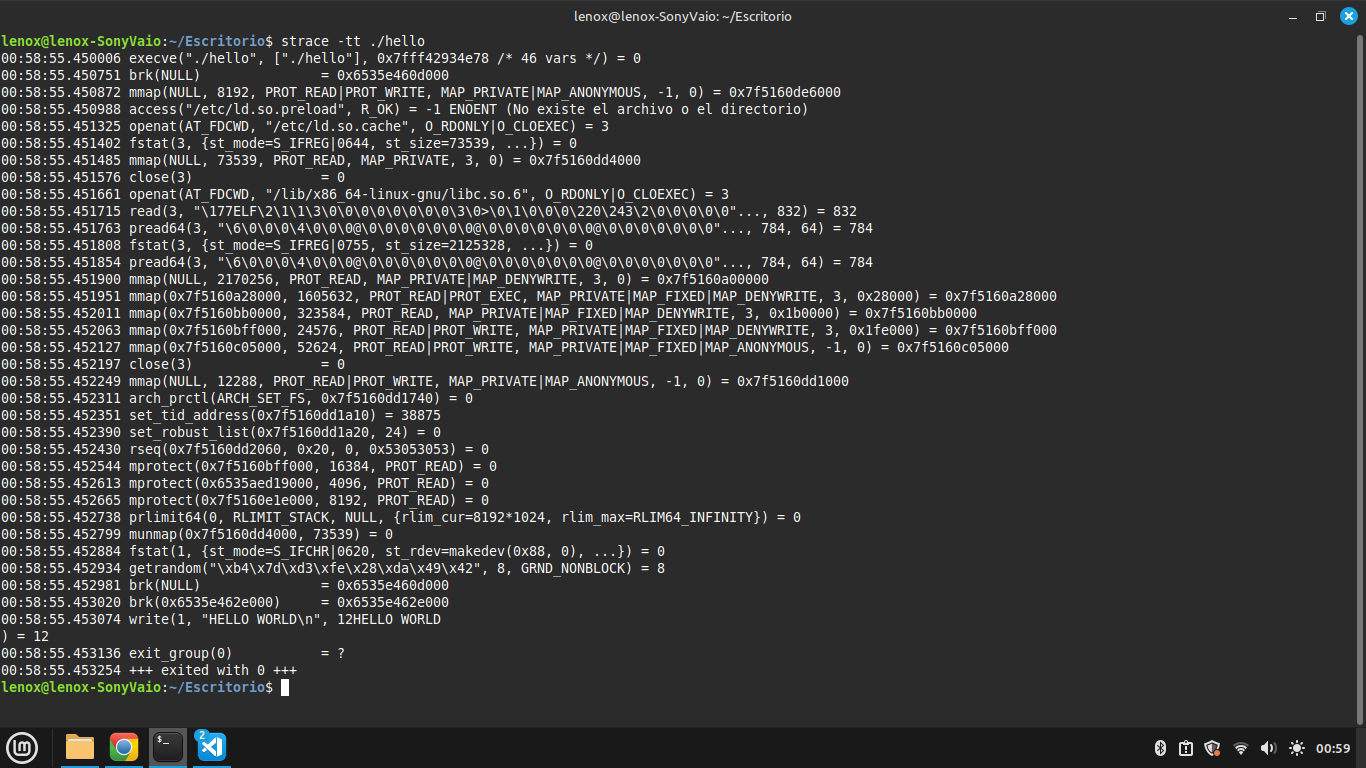 lenox@lenox-SonyVaio: ~/Escritorio
lenox@lenox-SonyVaio:~/Escritorio$ strace -tt ./hello
00:58:55.450006 execve("./hello", ["./hello"], 0x7fff42934e78 /* 46 vars */) = 0
00:58:55.450751 brk(NULL)               = 0x6535e460d000
00:58:55.450872 mmap(NULL, 8192, PROT_READ|PROT_WRITE, MAP_PRIVATE|MAP_ANONYMOUS, -1, 0) = 0x7f5160de6000
00:58:55.450988 access("/etc/ld.so.preload", R_OK) = -1 ENOENT (No existe el archivo o el directorio)
00:58:55.451325 openat(AT_FDCWD, "/etc/ld.so.cache", O_RDONLY|O_CLOEXEC) = 3
00:58:55.451402 fstat(3, {st_mode=S_IFREG|0644, st_size=73539, ...}) = 0
00:58:55.451485 mmap(NULL, 73539, PROT_READ, MAP_PRIVATE, 3, 0) = 0x7f5160dd4000
00:58:55.451576 close(3)                = 0
00:58:55.451661 openat(AT_FDCWD, "/lib/x86_64-linux-gnu/libc.so.6", O_RDONLY|O_CLOEXEC) = 3
00:58:55.451715 read(3, "\177ELF\2\1\1\3\0\0\0\0\0\0\0\0\3\0>\0\1\0\0\0\220\243\2\0\0\0\0\0"..., 832) = 832
00:58:55.451763 pread64(3, "\6\0\0\0\4\0\0\0@\0\0\0\0\0\0\0@\0\0\0\0\0\0\0@\0\0\0\0\0\0\0"..., 784, 64) = 784
00:58:55.451808 fstat(3, {st_mode=S_IFREG|0755, st_size=2125328, ...}) = 0
00:58:55.451854 pread64(3, "\6\0\0\0\4\0\0\0@\0\0\0\0\0\0\0@\0\0\0\0\0\0\0@\0\0\0\0\0\0\0"..., 784, 64) = 784
00:58:55.451900 mmap(NULL, 2170256, PROT_READ, MAP_PRIVATE|MAP_DENYWRITE, 3, 0) = 0x7f5160a00000
00:58:55.451951 mmap(0x7f5160a28000, 1605632, PROT_READ|PROT_EXEC, MAP_PRIVATE|MAP_FIXED|MAP_DENYWRITE, 3, 0x28000) = 0x7f5160a28000
00:58:55.452011 mmap(0x7f5160bb0000, 323584, PROT_READ, MAP_PRIVATE|MAP_FIXED|MAP_DENYWRITE, 3, 0x1b0000) = 0x7f5160bb0000
00:58:55.452063 mmap(0x7f5160bff000, 24576, PROT_READ|PROT_WRITE, MAP_PRIVATE|MAP_FIXED|MAP_DENYWRITE, 3, 0x1fe000) = 0x7f5160bff000
00:58:55.452127 mmap(0x7f5160c05000, 52624, PROT_READ|PROT_WRITE, MAP_PRIVATE|MAP_FIXED|MAP_ANONYMOUS, -1, 0) = 0x7f5160c05000
00:58:55.452197 close(3)                = 0
00:58:55.452249 mmap(NULL, 12288, PROT_READ|PROT_WRITE, MAP_PRIVATE|MAP_ANONYMOUS, -1, 0) = 0x7f5160dd1000
00:58:55.452311 arch_prctl(ARCH_SET_FS, 0x7f5160dd1740) = 0
00:58:55.452351 set_tid_address(0x7f5160dd1a10) = 38875
00:58:55.452390 set_robust_list(0x7f5160dd1a20, 24) = 0
00:58:55.452430 rseq(0x7f5160dd2060, 0x20, 0, 0x53053053) = 0
00:58:55.452544 mprotect(0x7f5160bff000, 16384, PROT_READ) = 0
00:58:55.452613 mprotect(0x6535aed19000, 4096, PROT_READ) = 0
00:58:55.452665 mprotect(0x7f5160e1e000, 8192, PROT_READ) = 0
00:58:55.452738 prlimit64(0, RLIMIT_STACK, NULL, {rlim_cur=8192*1024, rlim_max=RLIM64_INFINITY}) = 0
00:58:55.452799 munmap(0x7f5160dd4000, 73539) = 0
00:58:55.452884 fstat(1, {st_mode=S_IFCHR|0620, st_rdev=makedev(0x88, 0), ...}) = 0
00:58:55.452934 getrandom("\xb4\x7d\xd3\xfe\x28\xda\x49\x42", 8, GRND_NONBLOCK) = 8
00:58:55.452981 brk(NULL)               = 0x6535e460d000
00:58:55.453020 brk(0x6535e462e000)     = 0x6535e462e000
00:58:55.453074 write(1, "HELLO WORLD\n", 12HELLO WORLD
) = 12
00:58:55.453136 exit_group(0)           = ?
00:58:55.453254 +++ exited with 0 +++
lenox@lenox-SonyVaio:~/Escritorio$
$_
2
00:59